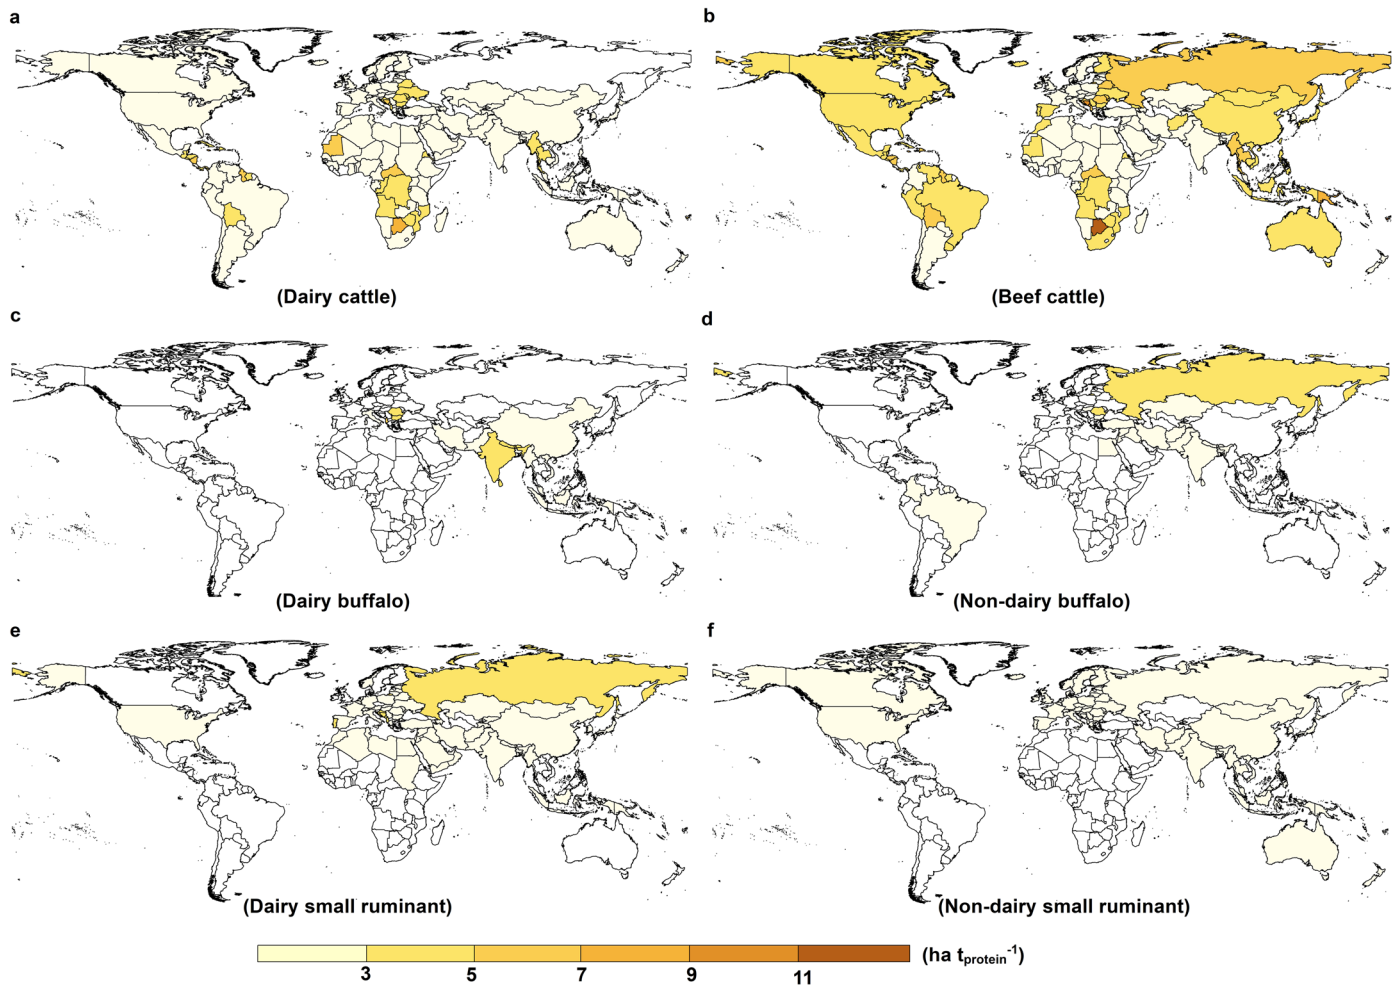 a
b
(Dairy cattle)
(Beef cattle)
c
d
(Dairy buffalo)
(Non-dairy buffalo)
e
f
(Dairy small ruminant)
(Non-dairy small ruminant)
3 5 7 9 11 (ha tprotein-1)